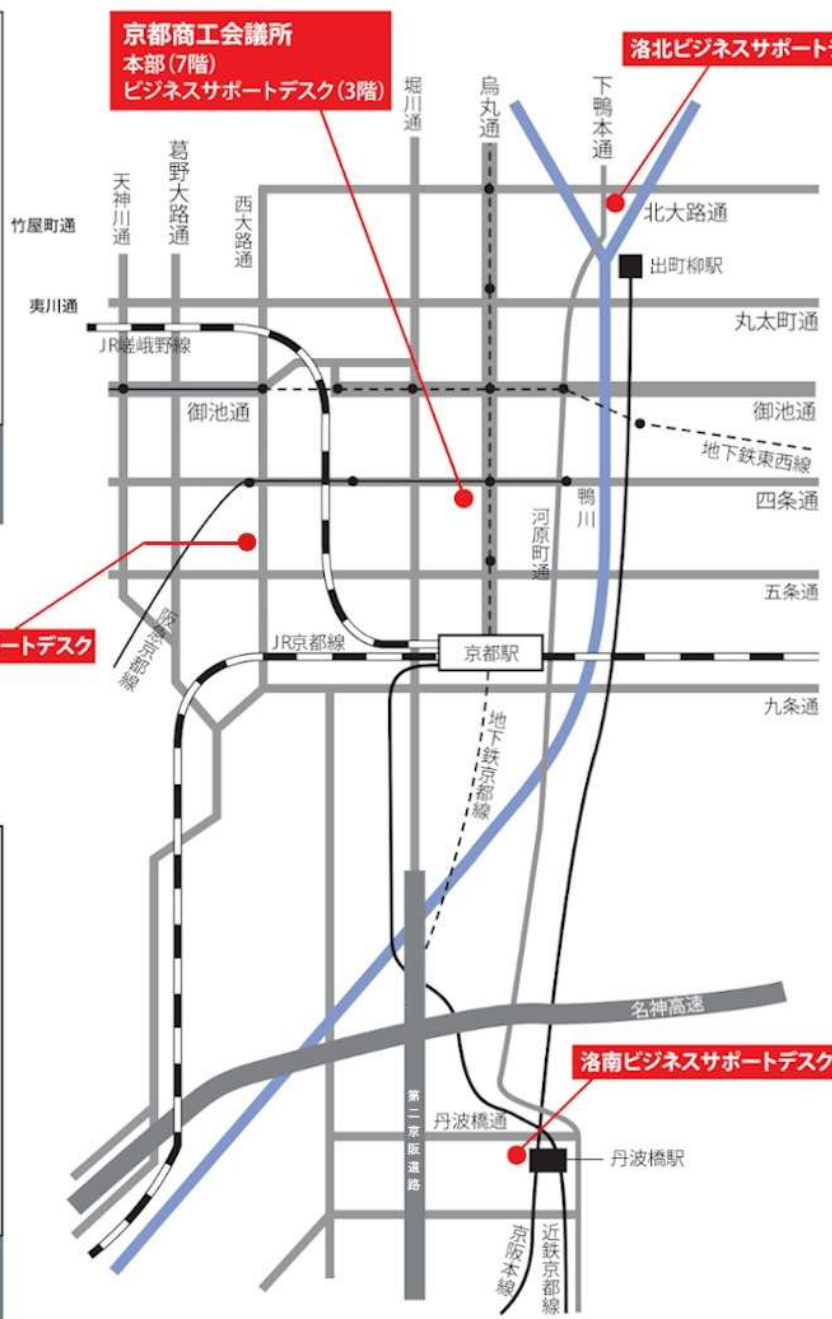 京都商工会議所
本部(7階)
ビジネスサポートデスク(3階)
洛北ビジネスサポート
堀川通
烏丸通
下鴨本通
天神川通
葛野大路通
西大路通
竹屋町通
北大路通
出町柳駅
夷川通
丸太町通
JR嵯峨野線
御池通
御池通
地下鉄東西線
四条通
鴨川
河原町通
五条通
ートデスク
阪急京都線
JR京都線
京都駅
九条通
地下鉄京都線
名神高速
洛南ビジネスサポートデスク
第二京阪道路
丹波橋通
丹波橋駅
京阪本線
近鉄京都線